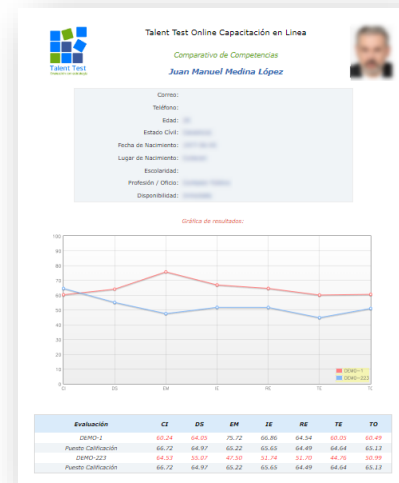 Talent Test
Talent Test Online Capacitación en Linea
Comparativo de Competencias
Juan Manuel Medina López
Correo:
Teléfono:
Edad:
Estado Civil:
Fecha de Nacimiento:
Lugar de Nacimiento:
Escolaridad:
Profesión / Oficio:
Disponibilidad:
Gráfica de resultados:
100
90
80
70
60
50
40
30
20
10
0
CI DS EM IE RE TE TO
DEMO-1
DEMO-223
Evaluación CI DS EM IE RE TE TO
DEMO-1 60.24 64.05 75.72 66.86 64.54 60.05 60.49
Puesto Calificación 66.72 64.97 65.22 65.65 64.49 64.64 65.13
DEMO-223 64.53 55.07 47.50 51.74 51.70 44.76 50.99
Puesto Calificación 66.72 64.97 65.22 65.65 64.49 64.64 65.13